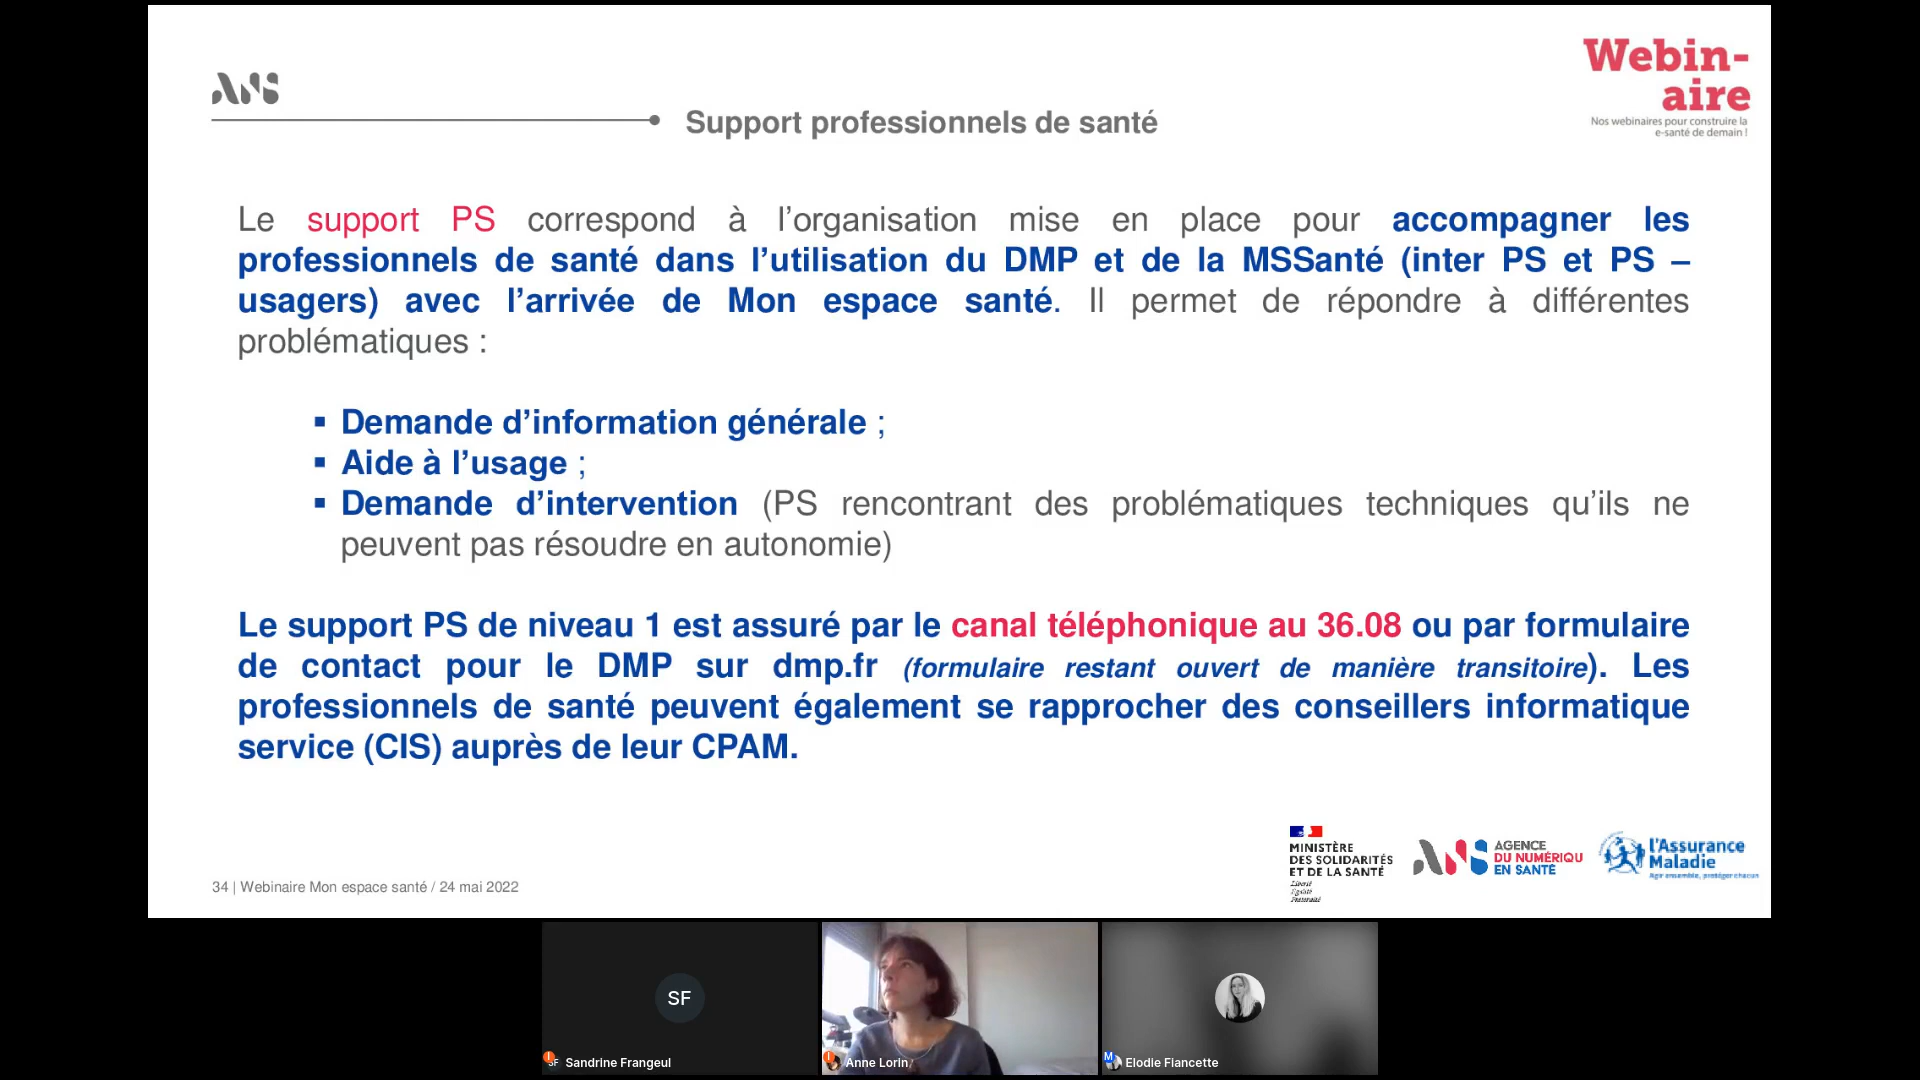 ANS
Webin-
aire
Nos webinaires pour construire la
e-santé de demain !
Support professionnels de santé
Le support PS correspond à l’organisation mise en place pour accompagner les
professionnels de santé dans l’utilisation du DMP et de la MSSanté (inter PS et PS –
usagers) avec l’arrivée de Mon espace santé. Il permet de répondre à différentes
problématiques :
▪ Demande d’information générale ;
▪ Aide à l’usage ;
▪ Demande d’intervention (PS rencontrant des problématiques techniques qu’ils ne
peuvent pas résoudre en autonomie)
Le support PS de niveau 1 est assuré par le canal téléphonique au 36.08 ou par formulaire
de contact pour le DMP sur dmp.fr (formulaire restant ouvert de manière transitoire). Les
professionnels de santé peuvent également se rapprocher des conseillers informatique
service (CIS) auprès de leur CPAM.
34 | Webinaire Mon espace santé / 24 mai 2022
MINISTÈRE
DES SOLIDARITÉS
ET DE LA SANTÉ
Liberté
Égalité
Fraternité
ANS
AGENCE
DU NUMÉRIQU
EN SANTÉ
l'Assurance
Maladie
Agir ensemble, protéger chacun
SF
SF
Sandrine Frangeul
Anne Lorin
M
Elodie Fiancette